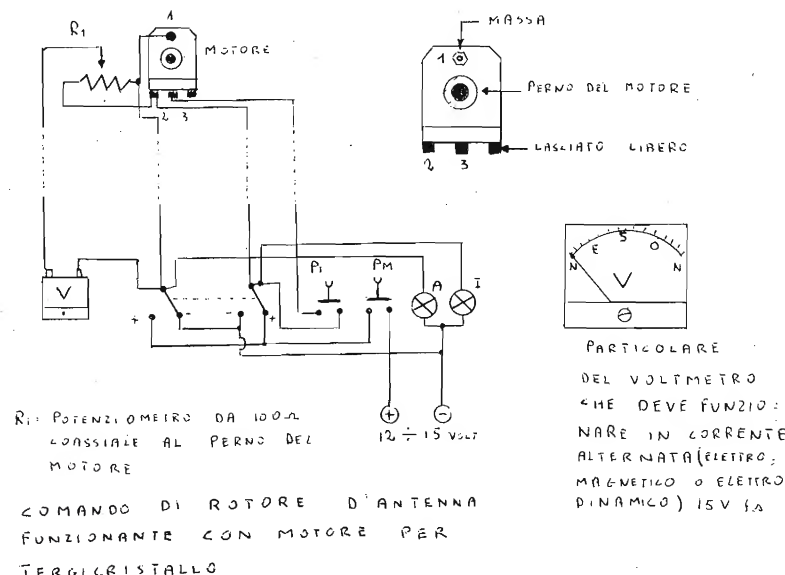 1
R1
MOTORE
2 3
MASSA
1
PERNO DEL MOTORE
LASCIATO LIBERO
2 3
V
+ - +
P1 PM A I
+ -
12 ÷ 15 VOLT
N E S O N
V
PARTICOLARE
DEL VOLTMETRO
CHE DEVE FUNZIO=
NARE IN CORRENTE
ALTERNATA (ELETTRO=
MAGNETICO O ELETTRO
DINAMICO) 15V f.s
R1= POTENZIOMETRO DA 100Ω
COASSIALE AL PERNO DEL
MOTORE
COMANDO DI ROTORE D'ANTENNA
FUNZIONANTE CON MOTORE PER
TERGICRISTALLO